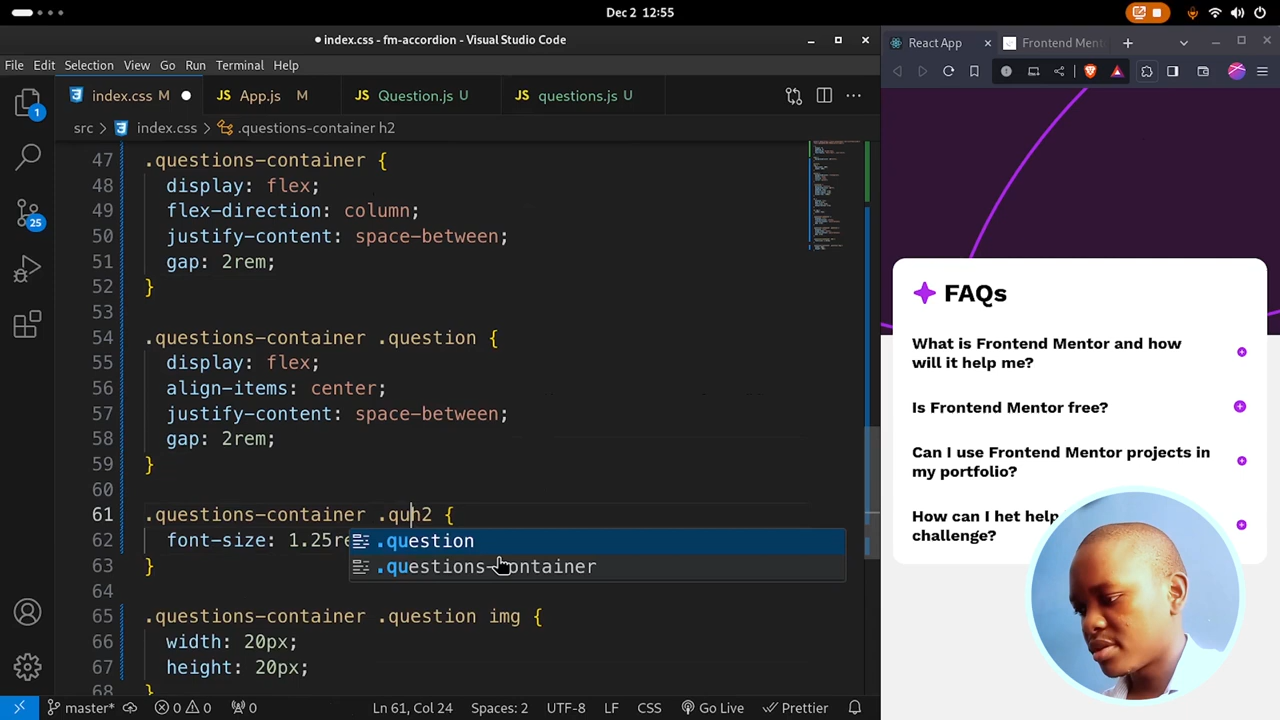 Dec 2 12:55
index.css - fm-accordion - Visual Studio Code
File Edit Selection View Go Run Terminal Help
index.css M App.js M Question.js U questions.js U
src > index.css > .questions-container h2
47 .questions-container {
48 display: flex;
49 flex-direction: column;
50 justify-content: space-between;
51 gap: 2rem;
52 }
53
54 .questions-container .question {
55 display: flex;
56 align-items: center;
57 justify-content: space-between;
58 gap: 2rem;
59 }
60
61 .questions-container .quh2 {
62 font-size: 1.25re
.question
63 }
.questions-container
64
65 .questions-container .question img {
66 width: 20px;
67 height: 20px;
68 }
1
25
master* 0 0 0 Ln 61, Col 24 Spaces: 2 UTF-8 LF CSS Go Live Prettier
React App Frontend Ment
FAQs
What is Frontend Mentor and how
will it help me?
Is Frontend Mentor free?
Can I use Frontend Mentor projects in
my portfolio?
How can I het help
challenge?